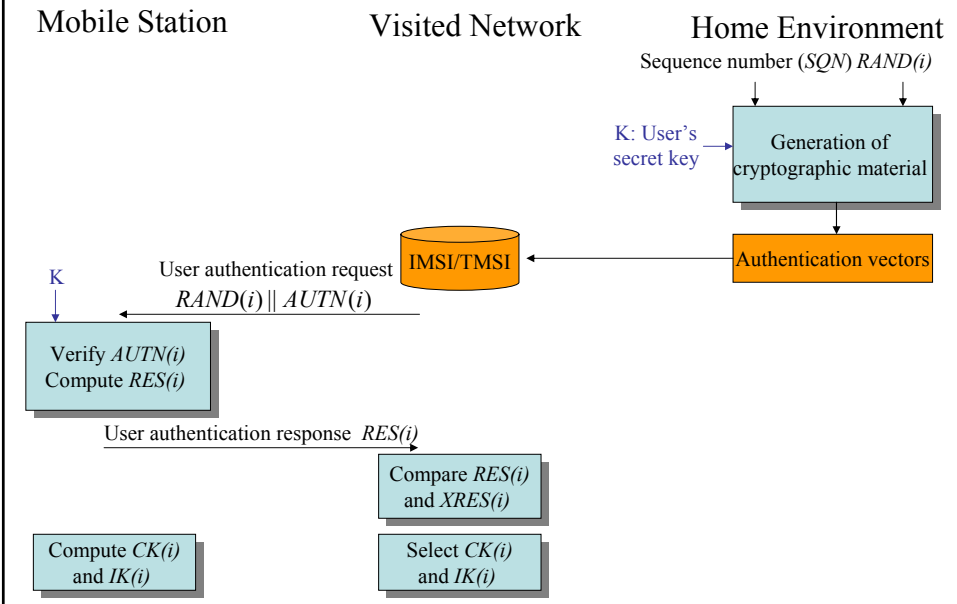 Mobile Station
Visited Network
Home Environment
Sequence number (SQN) RAND(i)
K: User's
secret key
Generation of
cryptographic material
Authentication vectors
IMSI/TMSI
User authentication request
RAND(i) || AUTN(i)
K
Verify AUTN(i)
Compute RES(i)
User authentication response RES(i)
Compare RES(i)
and XRES(i)
Compute CK(i)
and IK(i)
Select CK(i)
and IK(i)